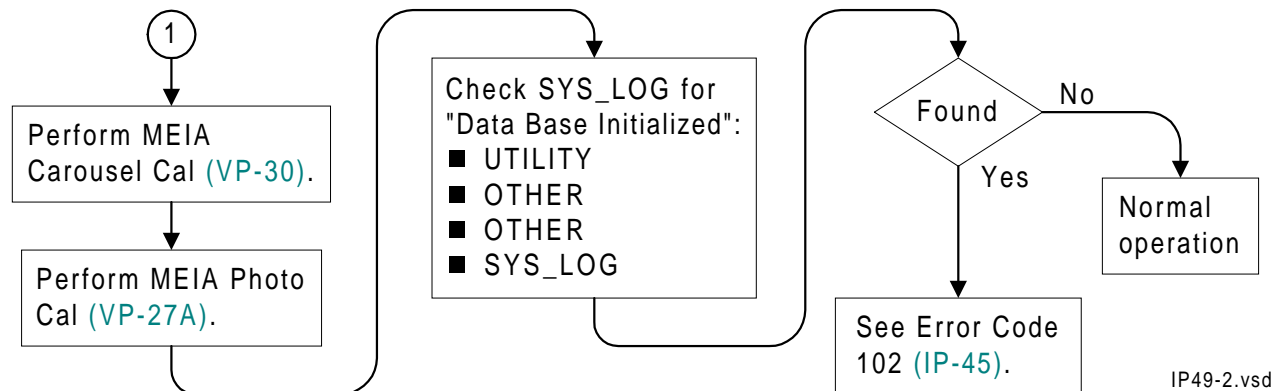 1
Perform MEIA
Carousel Cal (VP-30).
Perform MEIA Photo
Cal (VP-27A).
Check SYS_LOG for
"Data Base Initialized":
■ UTILITY
■ OTHER
■ OTHER
■ SYS_LOG
Found
No
Yes
Normal
operation
See Error Code
102 (IP-45).
IP49-2.vsd